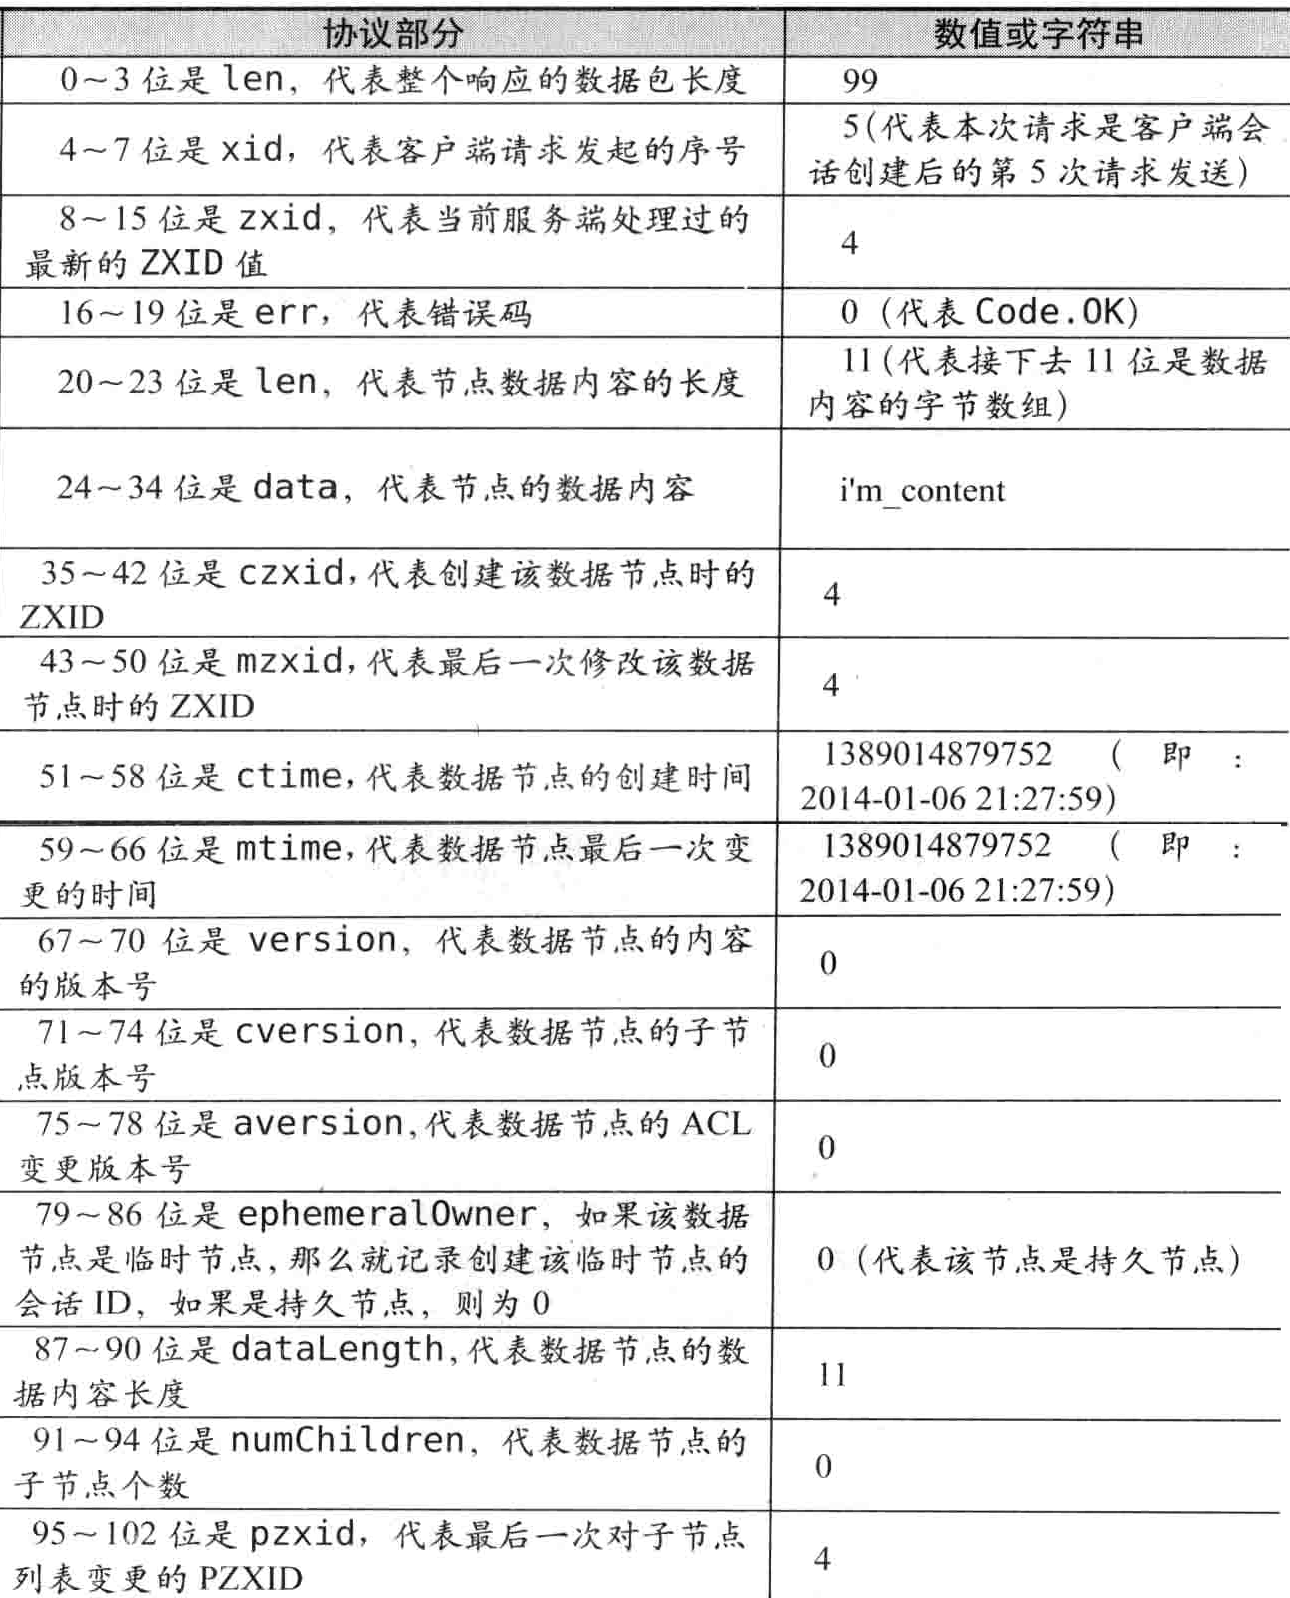 协议部分 数值或字符串
0～3 位是 len，代表整个响应的数据包长度 99
4～7 位是 xid，代表客户端请求发起的序号 5(代表本次请求是客户端会
话创建后的第 5 次请求发送)
8～15 位是 zxid，代表当前服务端处理过的
最新的 ZXID 值 4
16～19 位是 err，代表错误码 0（代表 Code.OK）
20～23 位是 len，代表节点数据内容的长度 11(代表接下去 11 位是数据
内容的字节数组)
24～34 位是 data，代表节点的数据内容 i'm_content
35～42 位是 czxid，代表创建该数据节点时的
ZXID 4
43～50 位是 mzxid，代表最后一次修改该数据
节点时的 ZXID 4
51～58 位是 ctime，代表数据节点的创建时间 1389014879752 （ 即 ：
2014-01-06 21:27:59）
59～66 位是 mtime，代表数据节点最后一次变
更的时间 1389014879752 （ 即 ：
2014-01-06 21:27:59）
67～70 位是 version，代表数据节点的内容
的版本号 0
71～74 位是 cversion，代表数据节点的子节
点版本号 0
75～78 位是 aversion，代表数据节点的 ACL
变更版本号 0
79～86 位是 ephemeralOwner，如果该数据
节点是临时节点，那么就记录创建该临时节点的
会话 ID，如果是持久节点，则为 0 0（代表该节点是持久节点）
87～90 位是 dataLength，代表数据节点的数
据内容长度 11
91～94 位是 numChildren，代表数据节点的
子节点个数 0
95～102 位是 pzxid，代表最后一次对子节点
列表变更的 PZXID 4